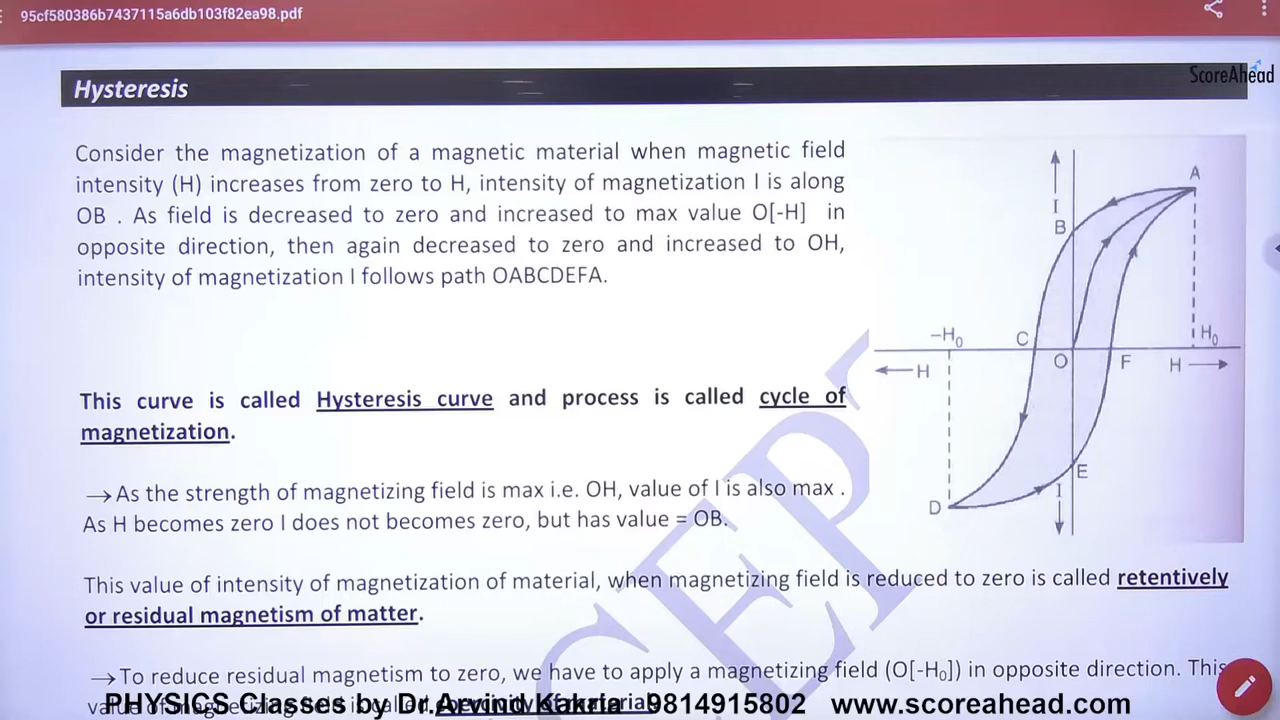 95cf580386b7437115a6db103f82ea98.pdf
ScoreAhead
Hysteresis
Consider the magnetization of a magnetic material when magnetic field
intensity (H) increases from zero to H, intensity of magnetization I is along
OB . As field is decreased to zero and increased to max value O[-H] in
opposite direction, then again decreased to zero and increased to OH,
intensity of magnetization I follows path OABCDEFA.
A
I
B
-H₀
C
O
F
H₀
H
H
E
I
D
This curve is called Hysteresis curve and process is called cycle of
magnetization.
→As the strength of magnetizing field is max i.e. OH, value of I is also max .
As H becomes zero I does not becomes zero, but has value = OB.
This value of intensity of magnetization of material, when magnetizing field is reduced to zero is called retentively
or residual magnetism of matter.
→To reduce residual magnetism to zero, we have to apply a magnetizing field (O[-H₀]) in opposite direction. This
PHYSICS Classed by Dr.Arvind Kakaria 9814915802 www.scoreahead.com